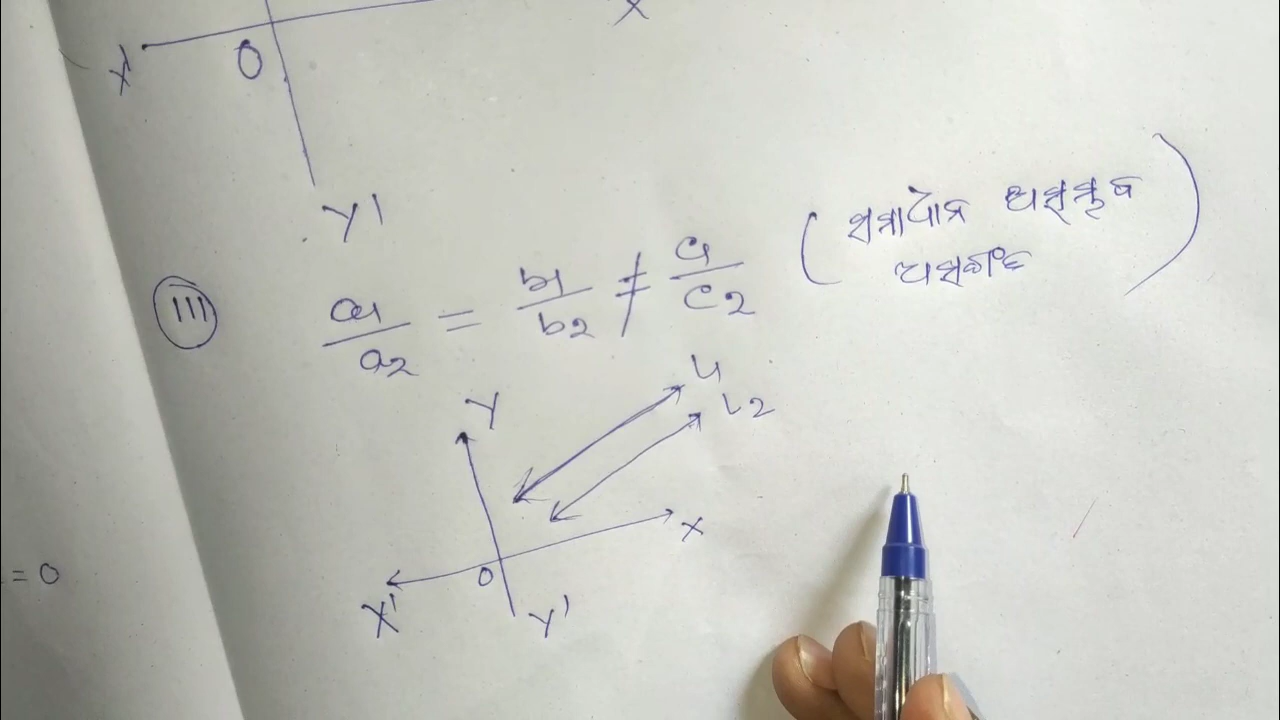 X
X'
O
Y'
III a1/a2 = b1/b2 ≠ c1/c2
(
)
Y
L1
L2
X
= 0
O
X'
Y'